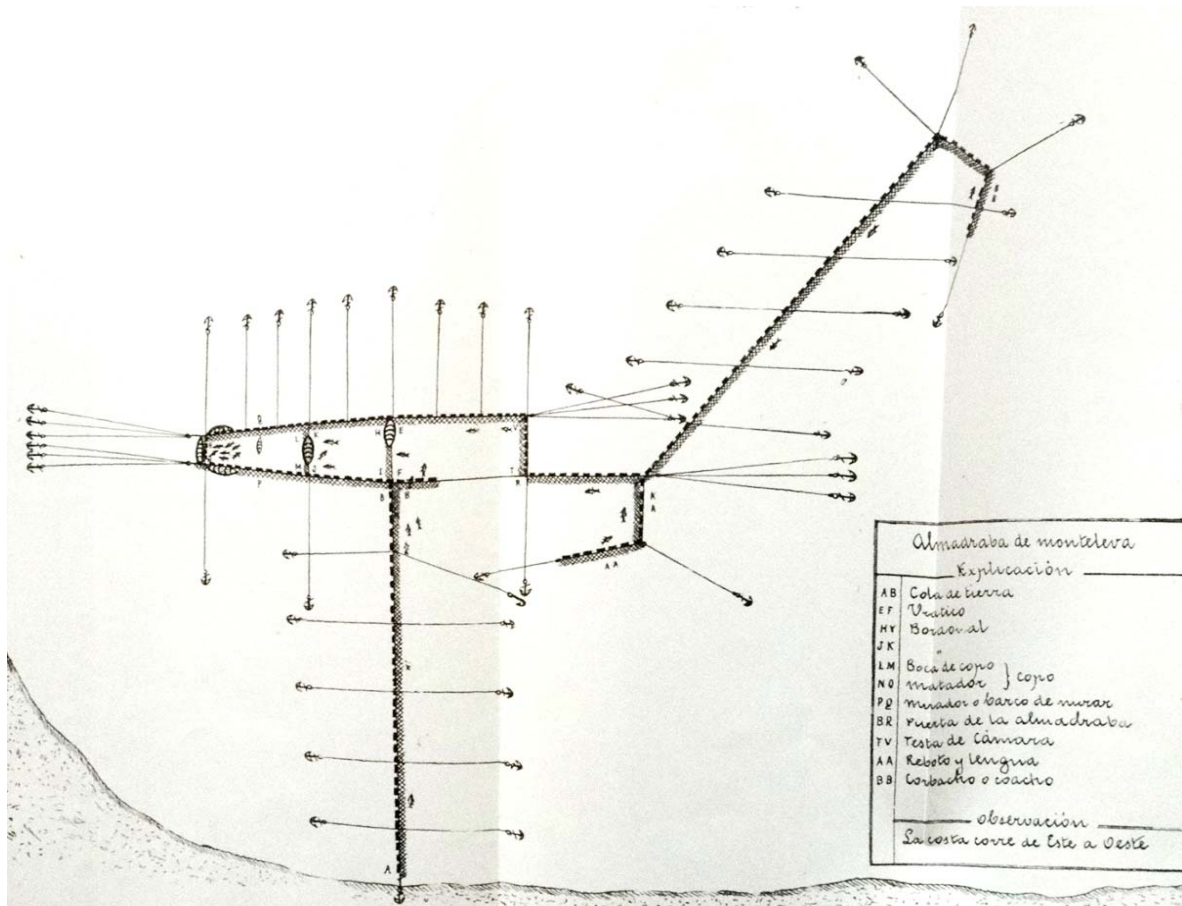 Almadraba de monteleva
Explicación
AB Cola de tierra
EF
HY Bordonal
JK "
LM Boca de copo } copo
NO Matador
PQ Mirador o barco de mirar
BR Puerta de la almadraba
TV Testa de Cámara
AA Reboto y lengua
BB Corbacho o coacho
Observación
La costa corre de Este a Oeste
Q
L
K
H
E
V
M
J
I
F
T
R
P
B
B
R
A
AA
A